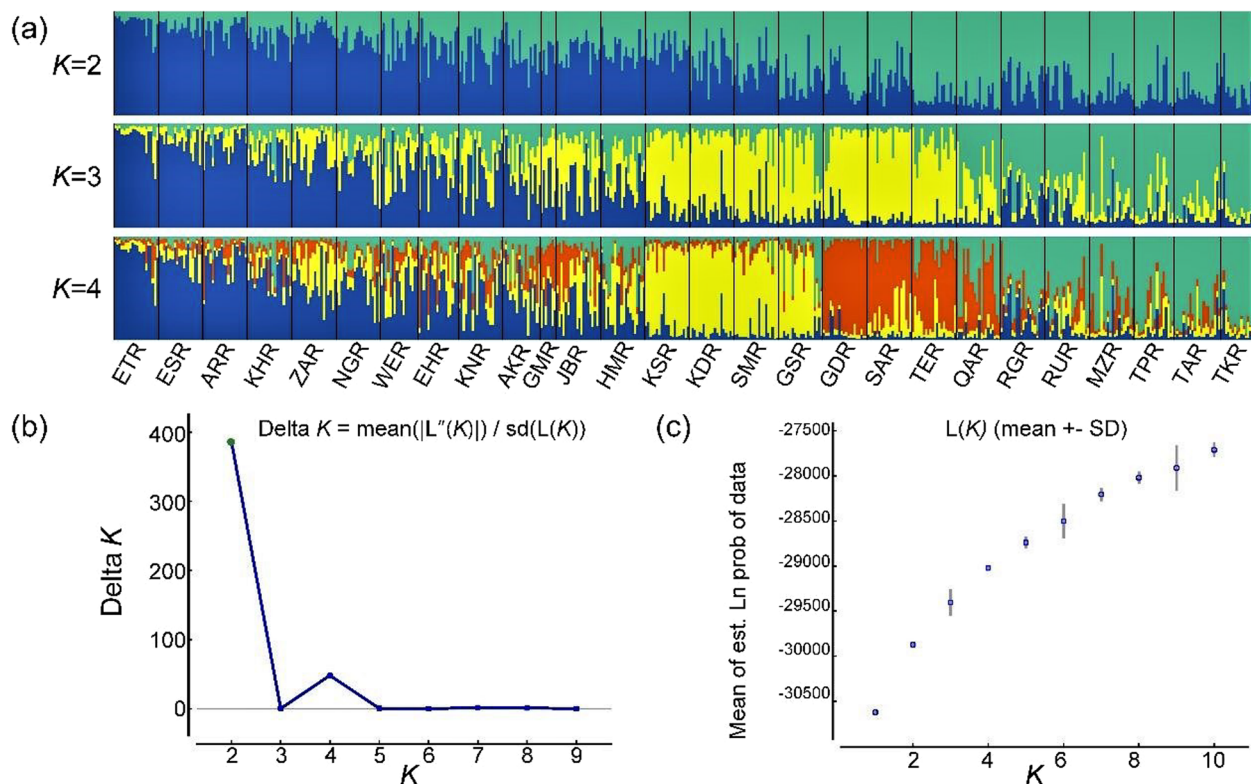 (a)
K=2
K=3
K=4
ETR ESR ARR KHR ZAR NGR WER EHR KNR AKR GMR JBR HMR KSR KDR SMR GSR GDR SAR TER QAR RGR RUR MZR TPR TAR TKR
(b)
Delta K = mean(|L″(K)|) / sd(L(K))
Delta K
400
300
200
100
0
2 3 4 5 6 7 8 9
K
(c)
L(K) (mean +- SD)
Mean of est. Ln prob of data
-27500
-28000
-28500
-29000
-29500
-30000
-30500
2 4 6 8 10
K